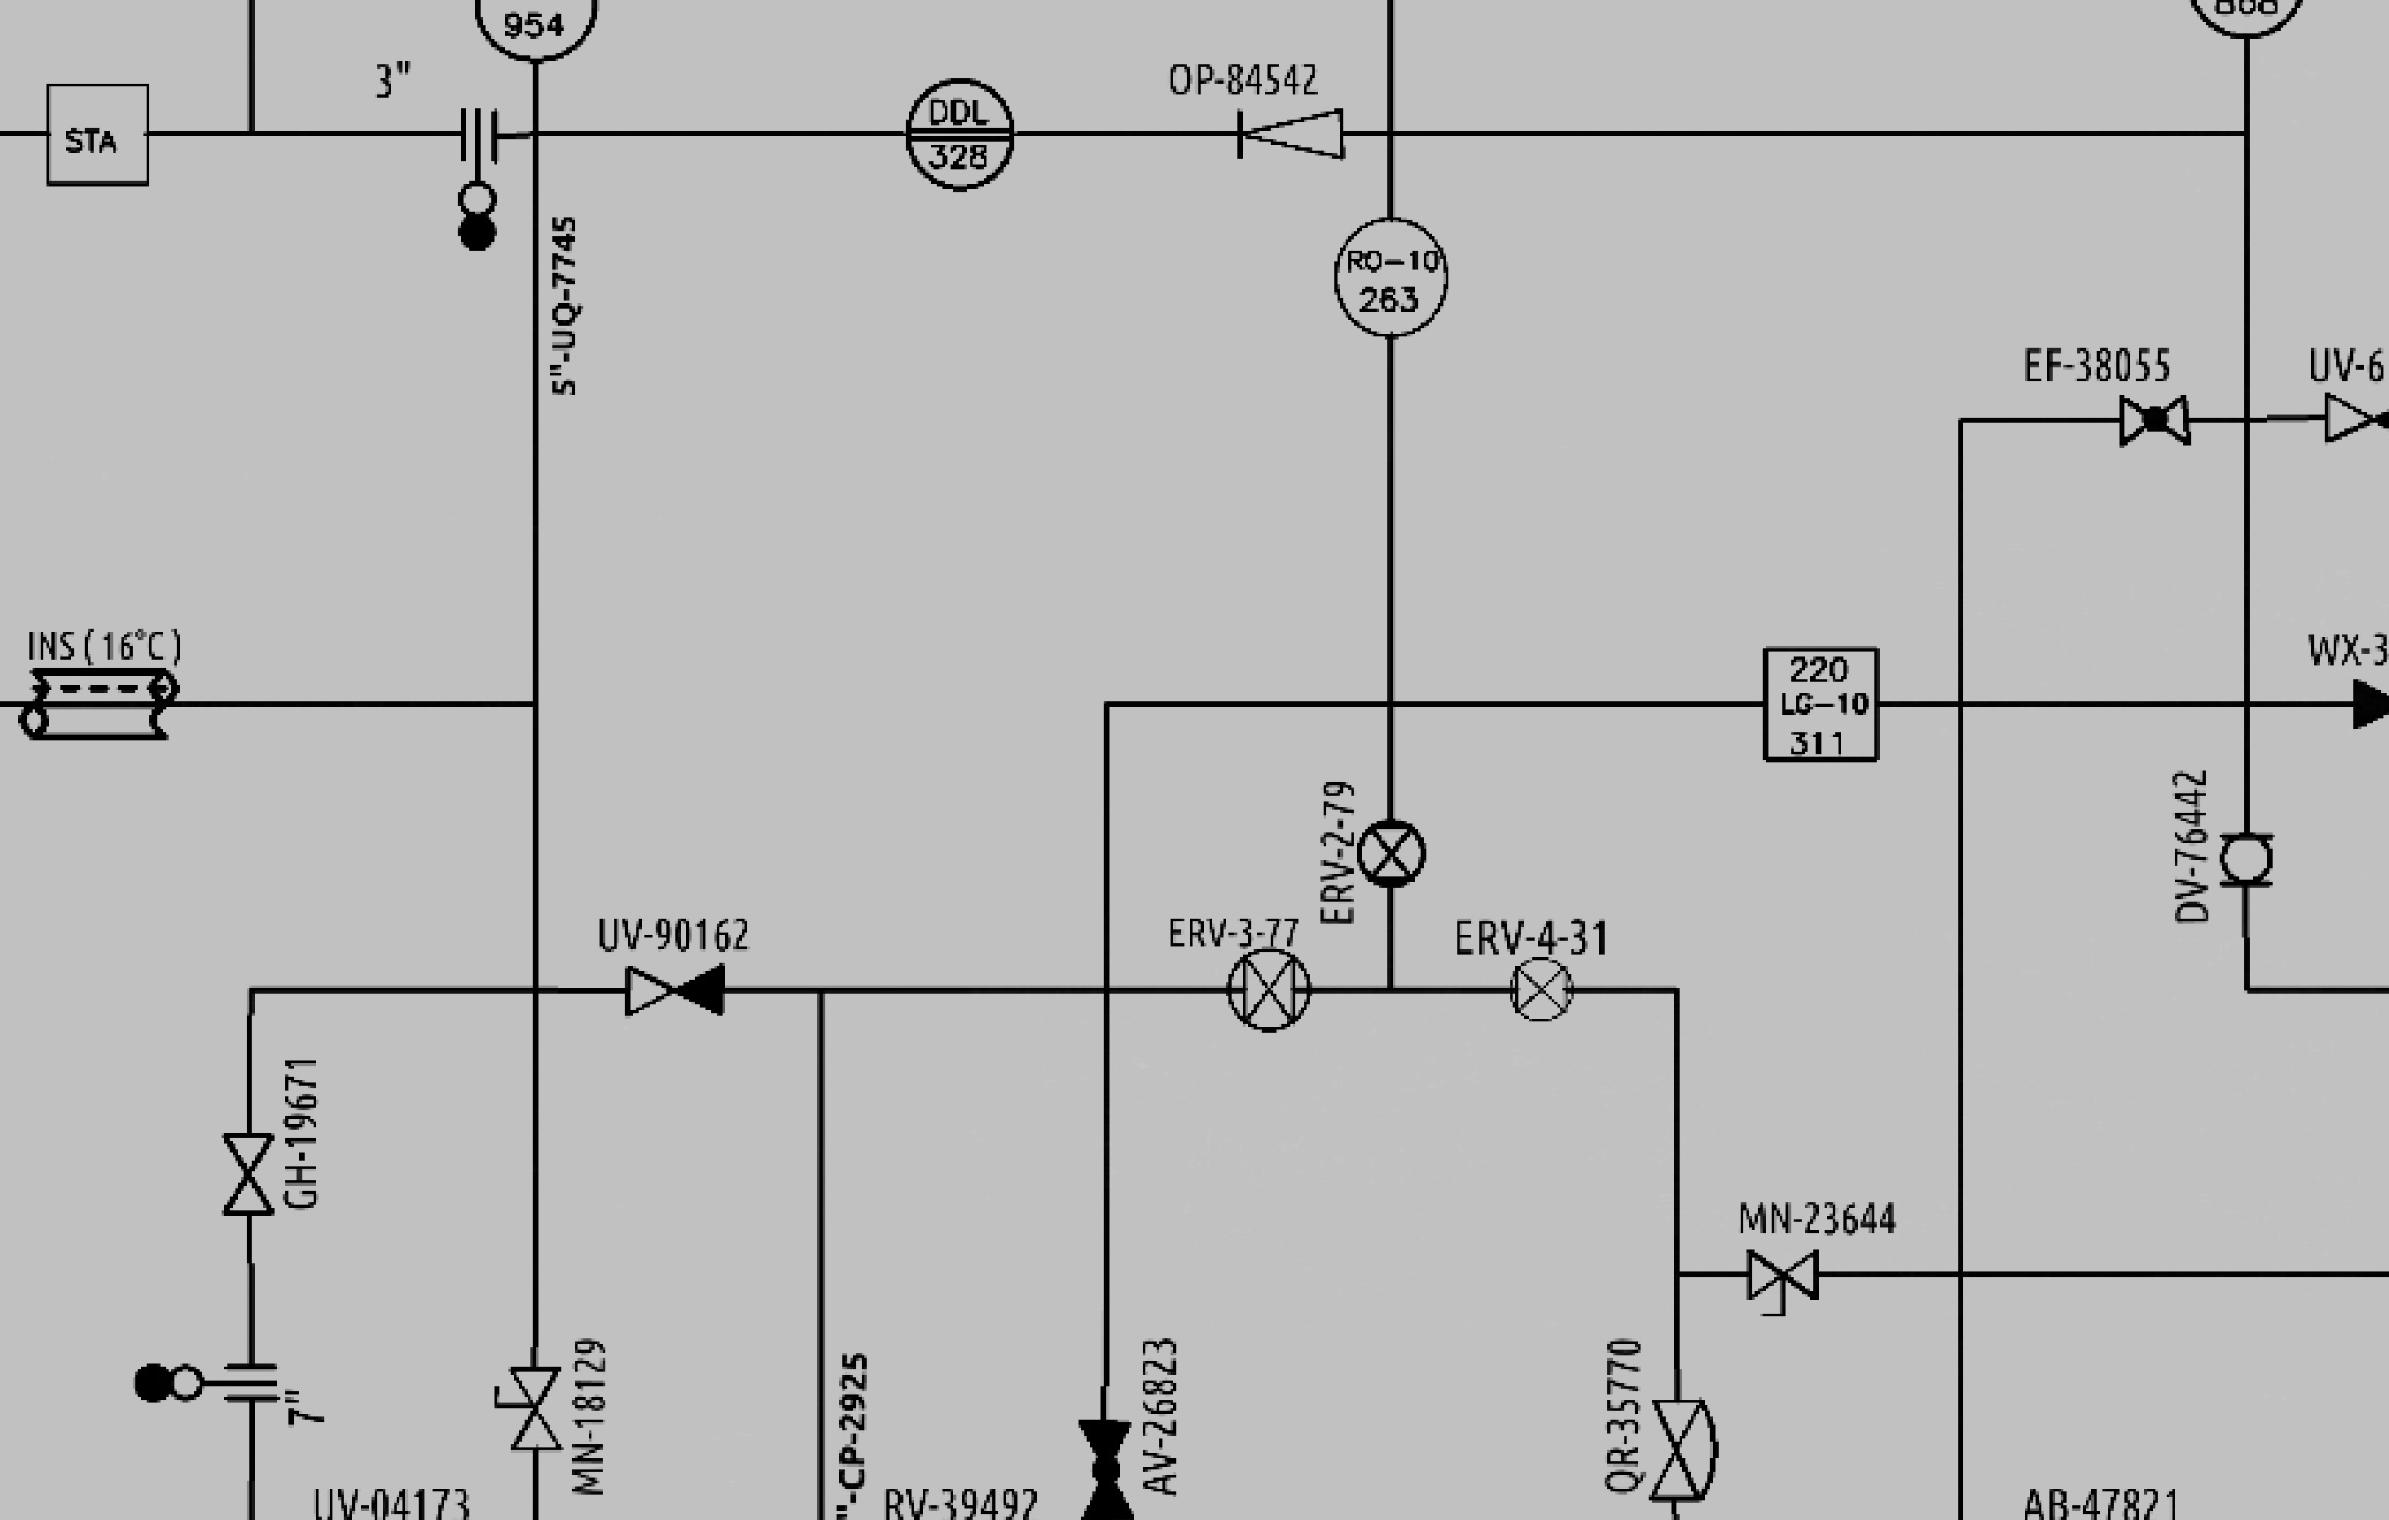 954
3"
STA
DDL
328
OP-84542
5"-UQ-7745
RO-10
263
EF-38055
UV-6
INS ( 16°C )
220
LG-10
311
WX-3
ERV-2-79
DV-76442
UV-90162
ERV-3-77
ERV-4-31
GH-19671
MN-23644
7"
MN-18129
"-CP-2925
AV-26823
QR-35770
UV-04173
RV-39492
AB-47821